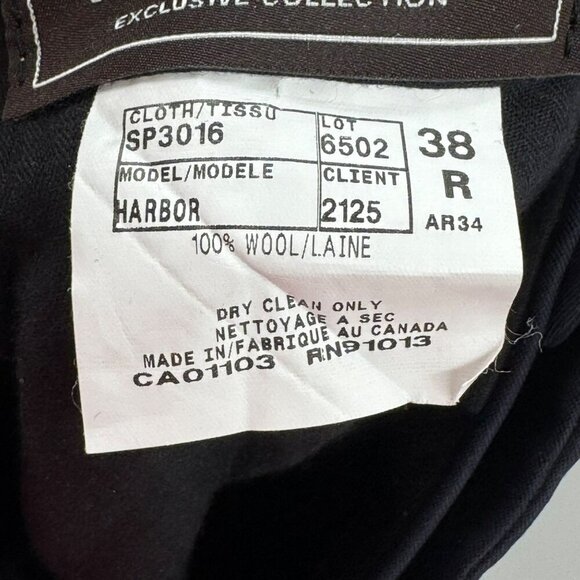 EXCLUSIVE COLLECTION
CLOTH/TISSU LOT
SP3016 6502 38
MODEL/MODELE CLIENT R
HARBOR 2125 AR34
100% WOOL/LAINE
DRY CLEAN ONLY
NETTOYAGE A SEC
MADE IN/FABRIQUE AU CANADA
CA01103 RN91013